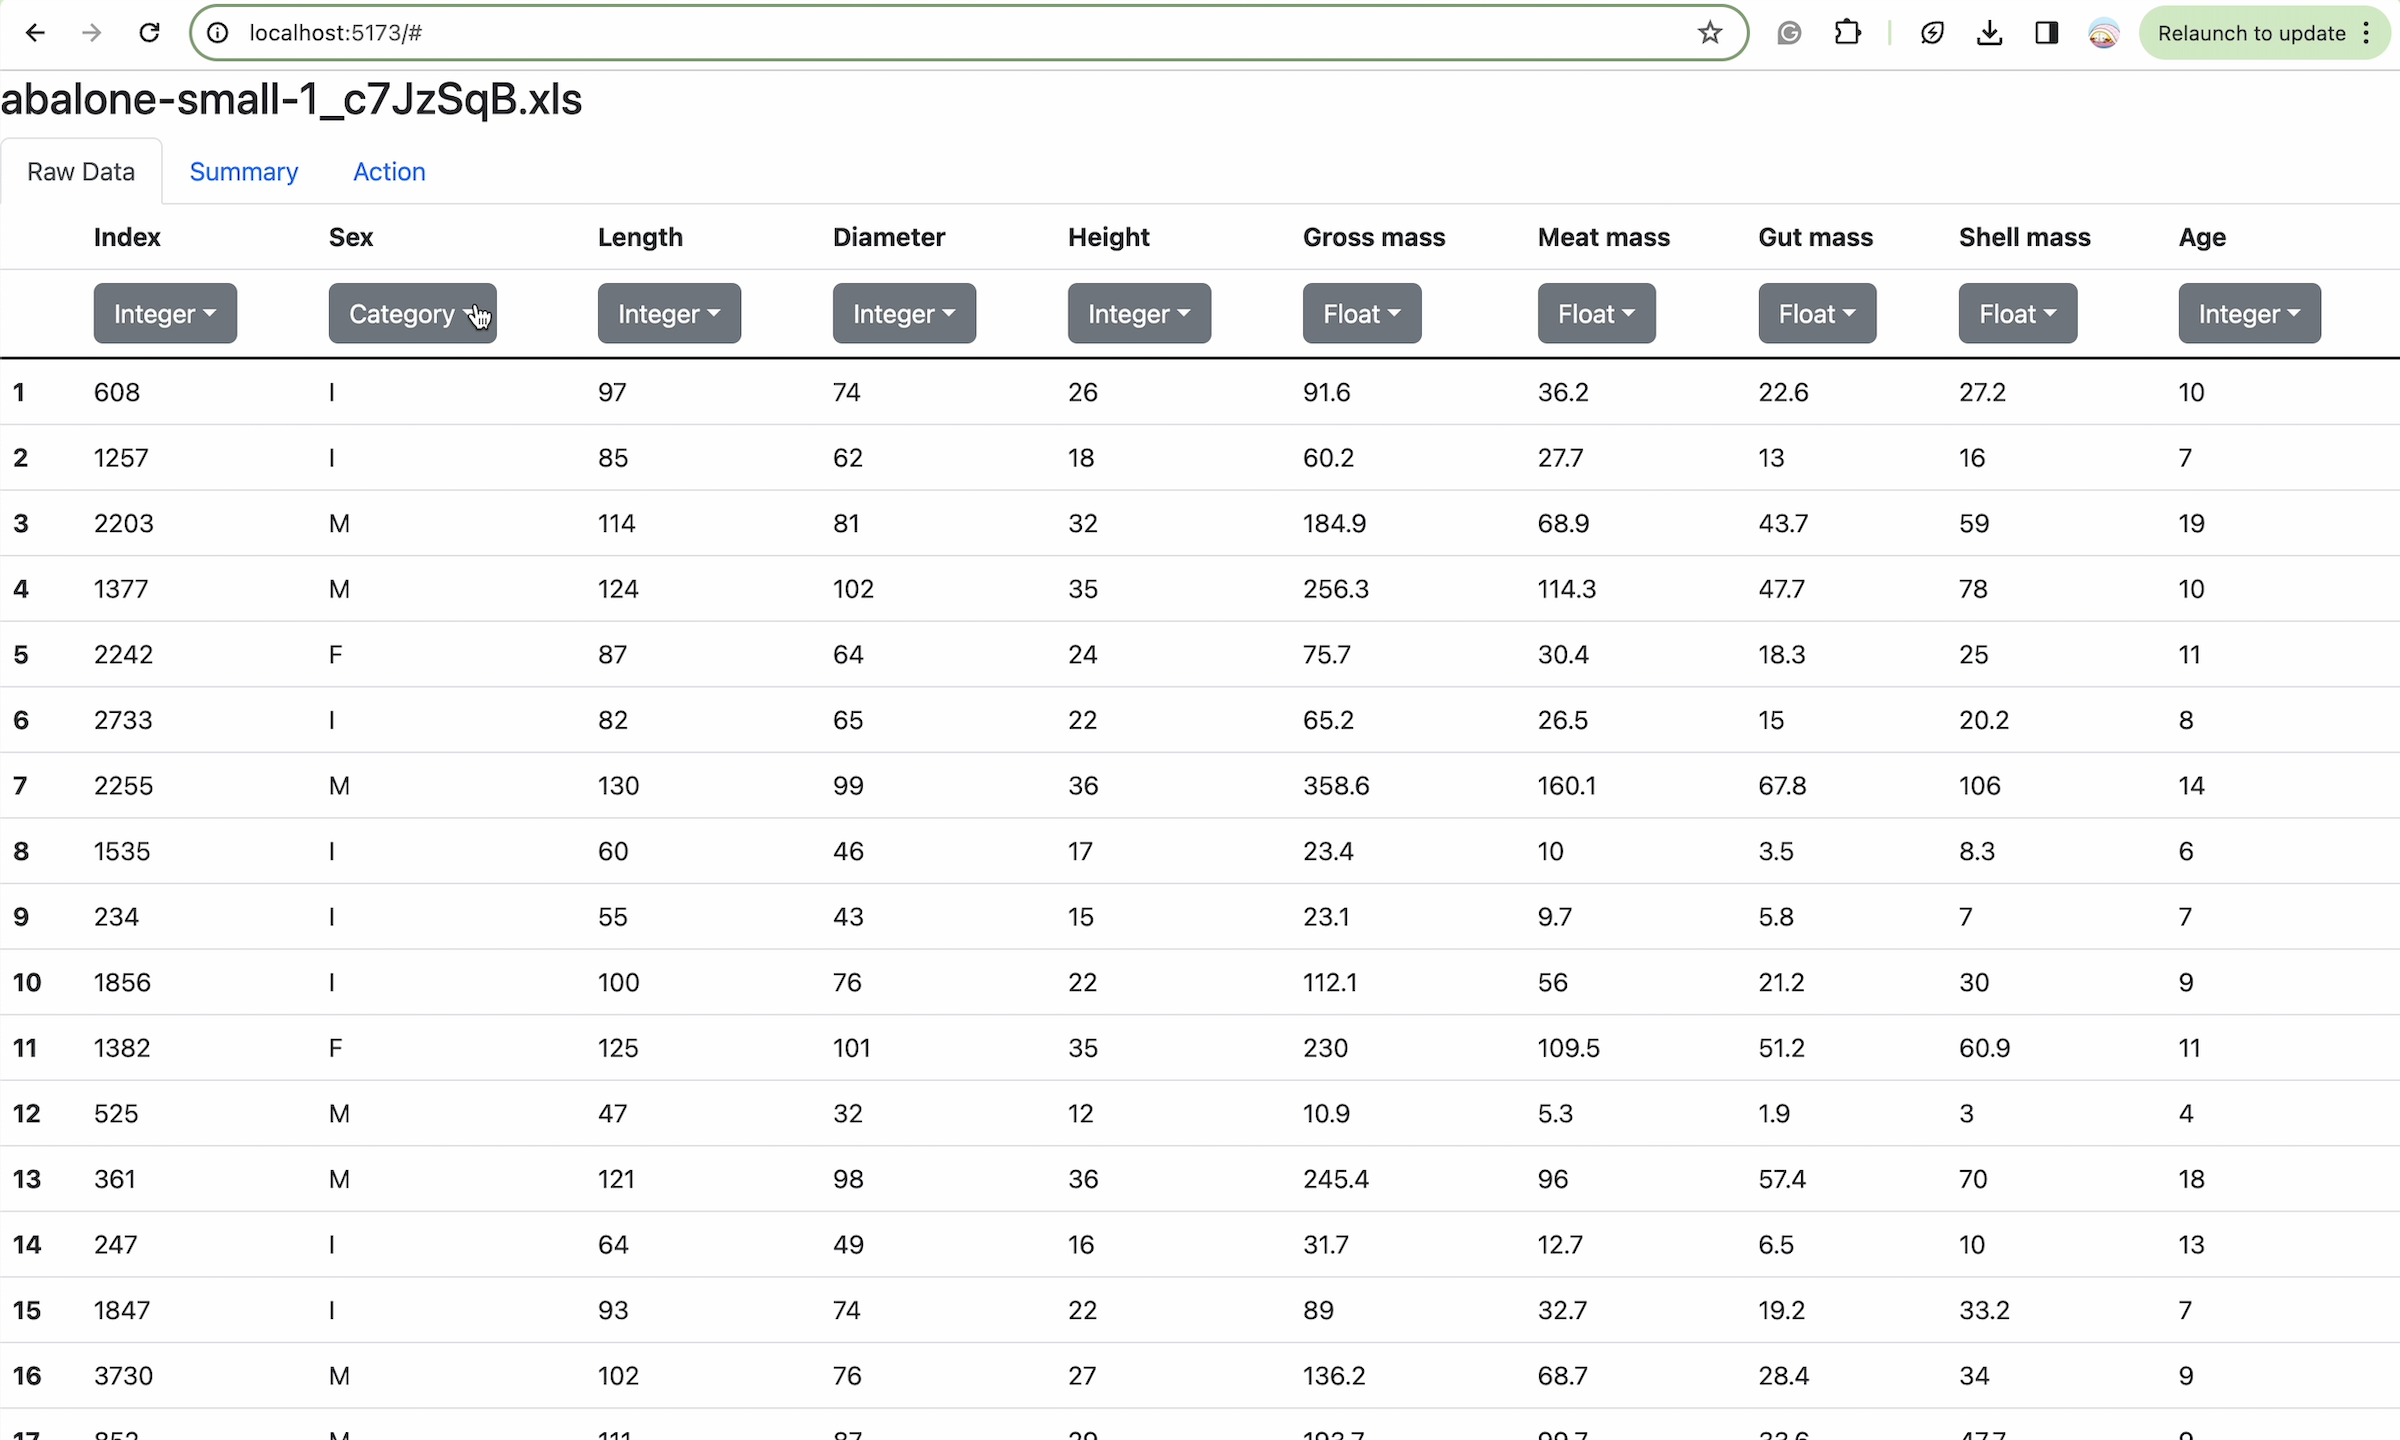 localhost:5173/#
Relaunch to update
abalone-small-1_c7JzSqB.xls
Raw Data Summary Action
Index Sex Length Diameter Height Gross mass Meat mass Gut mass Shell mass Age
Integer Category Integer Integer Integer Float Float Float Float Integer
1 608 I 97 74 26 91.6 36.2 22.6 27.2 10
2 1257 I 85 62 18 60.2 27.7 13 16 7
3 2203 M 114 81 32 184.9 68.9 43.7 59 19
4 1377 M 124 102 35 256.3 114.3 47.7 78 10
5 2242 F 87 64 24 75.7 30.4 18.3 25 11
6 2733 I 82 65 22 65.2 26.5 15 20.2 8
7 2255 M 130 99 36 358.6 160.1 67.8 106 14
8 1535 I 60 46 17 23.4 10 3.5 8.3 6
9 234 I 55 43 15 23.1 9.7 5.8 7 7
10 1856 I 100 76 22 112.1 56 21.2 30 9
11 1382 F 125 101 35 230 109.5 51.2 60.9 11
12 525 M 47 32 12 10.9 5.3 1.9 3 4
13 361 M 121 98 36 245.4 96 57.4 70 18
14 247 I 64 49 16 31.7 12.7 6.5 10 13
15 1847 I 93 74 22 89 32.7 19.2 33.2 7
16 3730 M 102 76 27 136.2 68.7 28.4 34 9